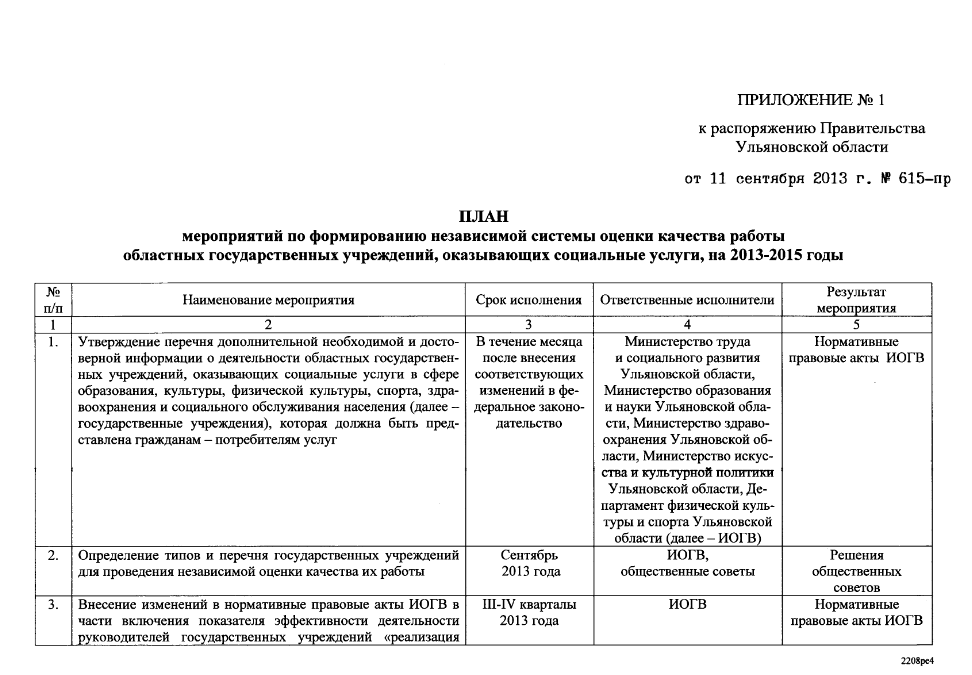 ПРИЛОЖЕНИЕ № 1
к распоряжению Правительства
Ульяновской области
от 11 сентября 2013 г. № 615-пр
ПЛАН
мероприятий по формированию независимой системы оценки качества работы
областных государственных учреждений, оказывающих социальные услуги, на 2013-2015 годы
№
п/п
Наименование мероприятия
Срок исполнения
Ответственные исполнители
Результат
мероприятия
1
2
3
4
5
1.
Утверждение перечня дополнительной необходимой и досто-
верной информации о деятельности областных государствен-
ных учреждений, оказывающих социальные услуги в сфере
образования, культуры, физической культуры, спорта, здра-
воохранения и социального обслуживания населения (далее –
государственные учреждения), которая должна быть пред-
ставлена гражданам – потребителям услуг
В течение месяца
после внесения
соответствующих
изменений в фе-
деральное законо-
дательство
Министерство труда
и социального развития
Ульяновской области,
Министерство образования
и науки Ульяновской обла-
сти, Министерство здраво-
охранения Ульяновской об-
ласти, Министерство искус-
ства и культурной политики
Ульяновской области, Де-
партамент физической куль-
туры и спорта Ульяновской
области (далее – ИОГВ)
Нормативные
правовые акты ИОГВ
2.
Определение типов и перечня государственных учреждений
для проведения независимой оценки качества их работы
Сентябрь
2013 года
ИОГВ,
общественные советы
Решения
общественных
советов
3.
Внесение изменений в нормативные правовые акты ИОГВ в
части включения показателя эффективности деятельности
руководителей государственных учреждений «реализация
III-IV кварталы
2013 года
ИОГВ
Нормативные
правовые акты ИОГВ
2208ре4